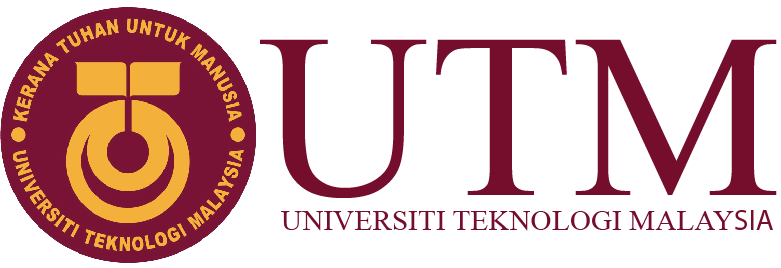 • KERANA TUHAN UNTUK MANUSIA •
UNIVERSITI TEKNOLOGI MALAYSIA
UTM
UNIVERSITI TEKNOLOGI MALAYSIA